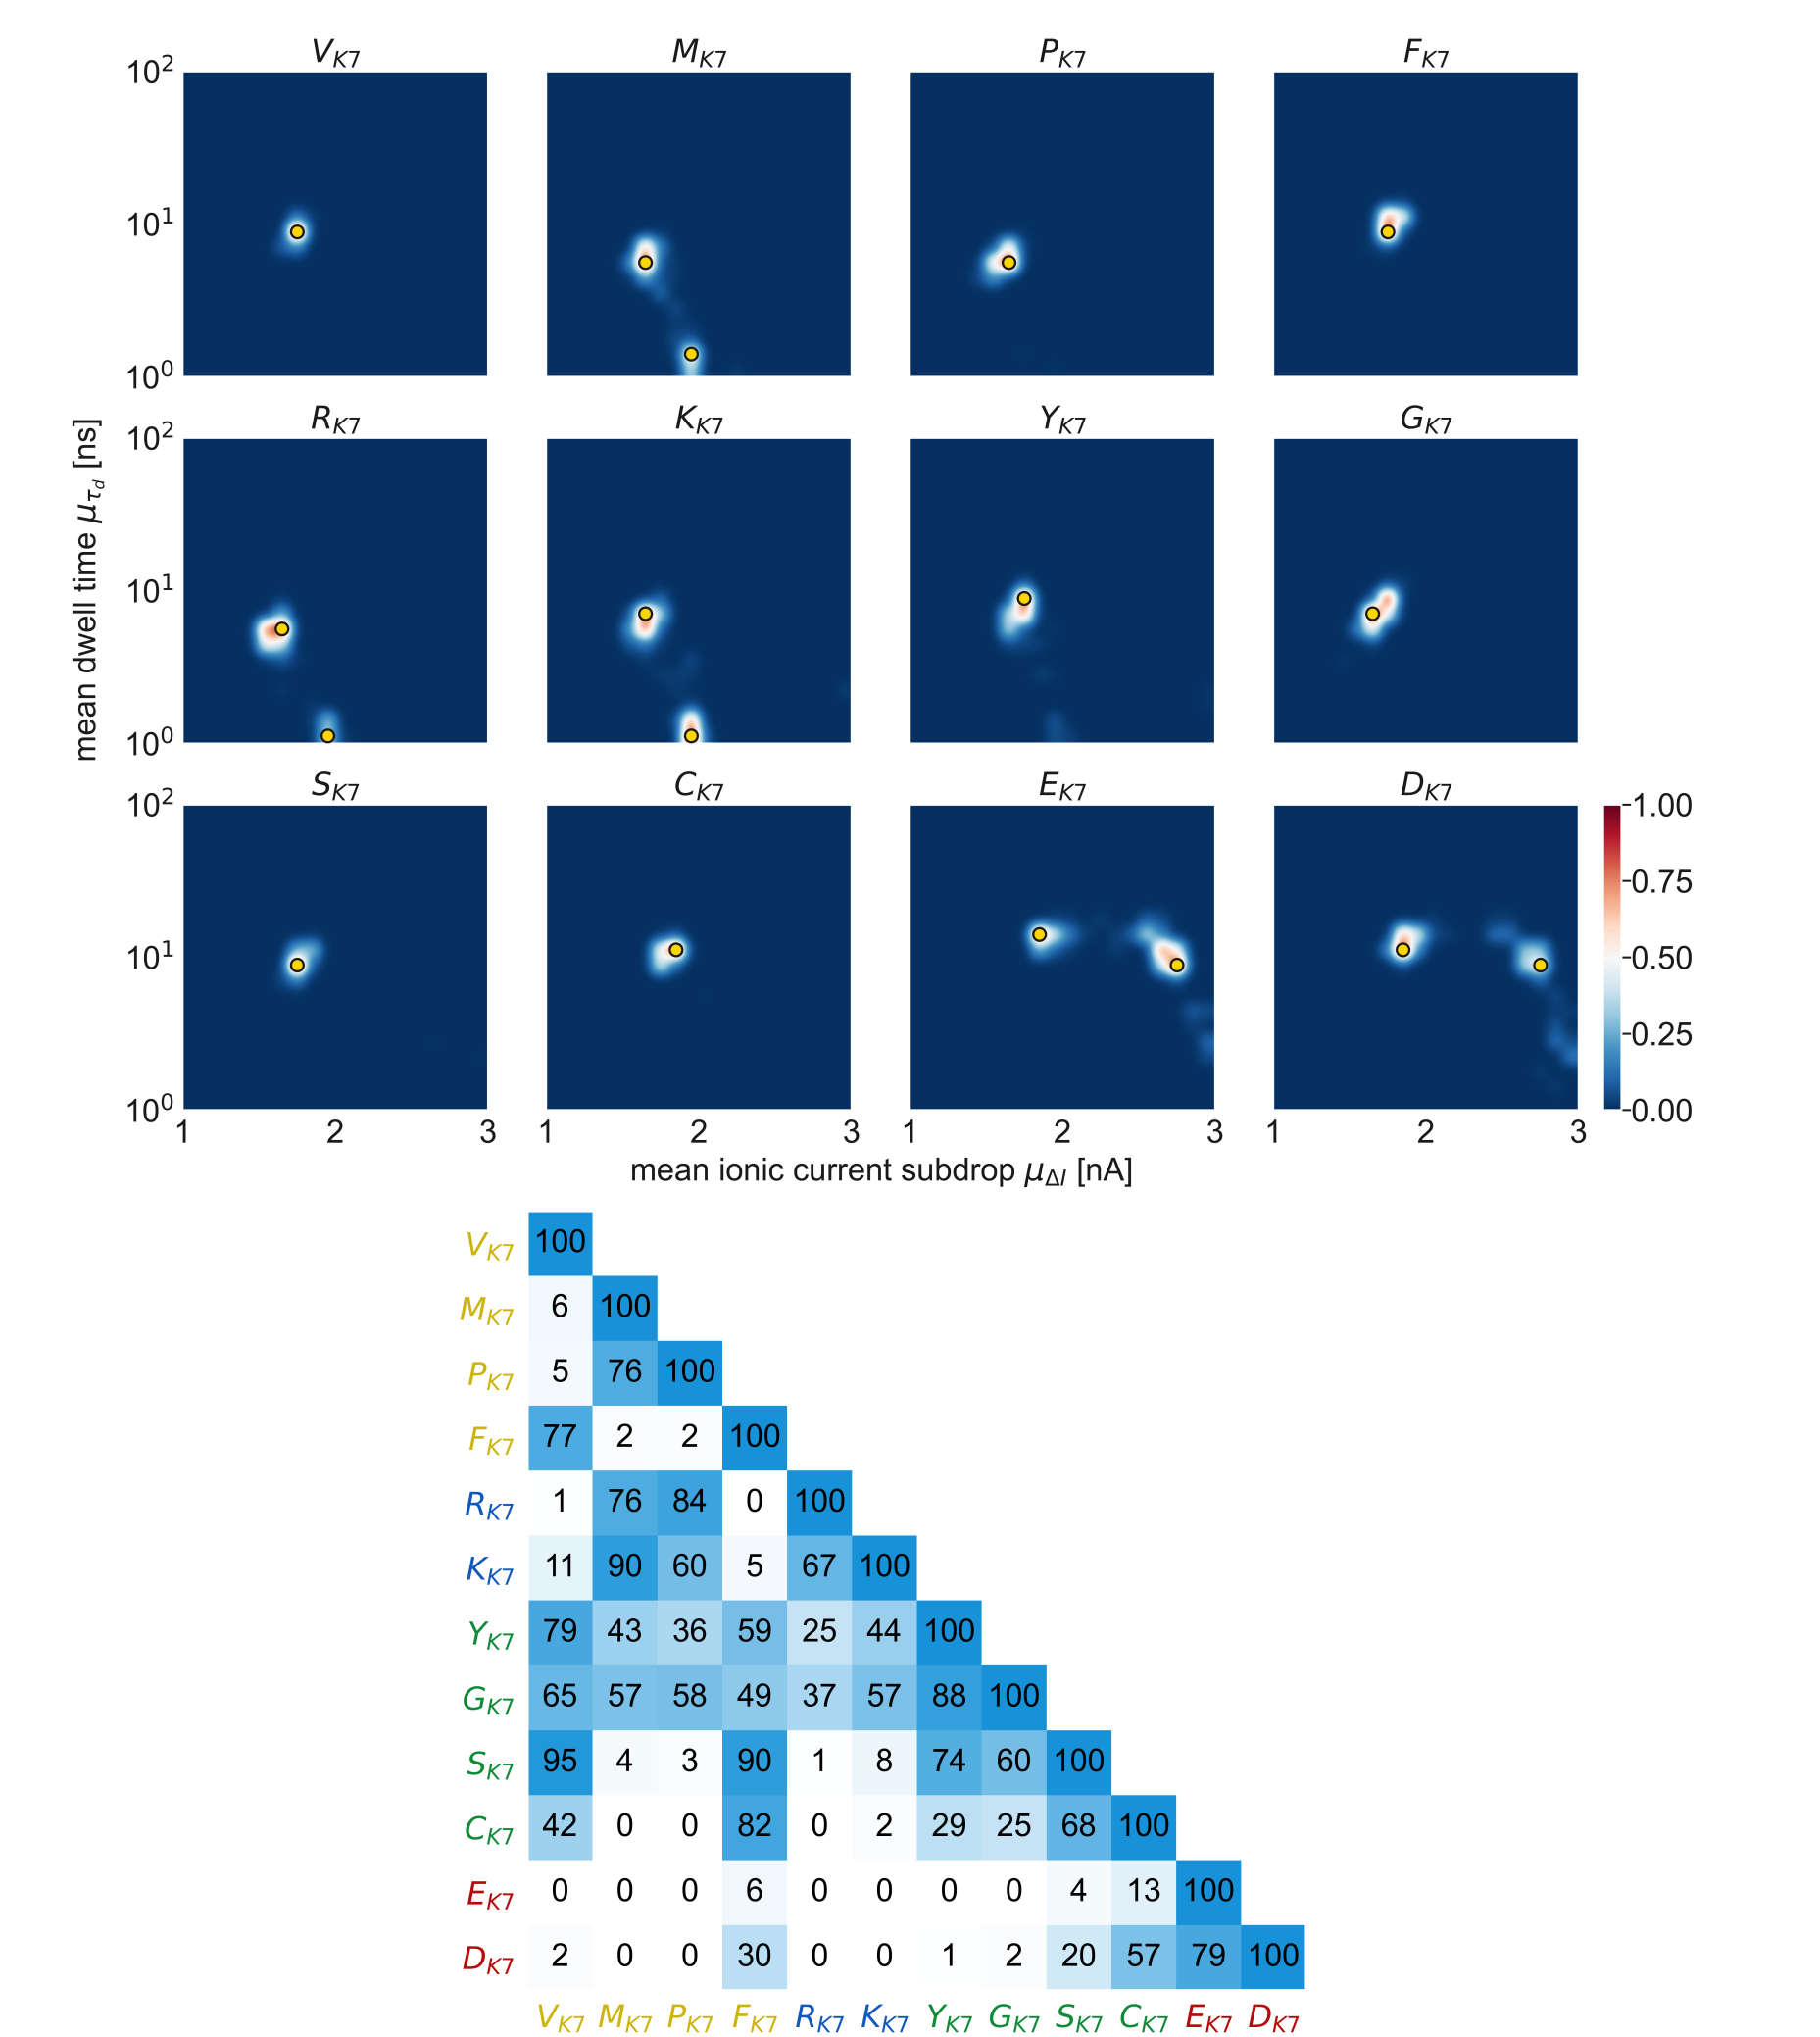 V_K7 M_K7 P_K7 F_K7
10^2
10^1
10^0
R_K7 K_K7 Y_K7 G_K7
10^2
10^1
10^0
mean dwell time μ_τ_d [ns]
S_K7 C_K7 E_K7 D_K7
10^2
10^1
10^0
1.00
0.75
0.50
0.25
0.00
1 2 3 1 2 3 1 2 3 1 2 3
mean ionic current subdrop μ_ΔI [nA]
V_K7 100
M_K7 6 100
P_K7 5 76 100
F_K7 77 2 2 100
R_K7 1 76 84 0 100
K_K7 11 90 60 5 67 100
Y_K7 79 43 36 59 25 44 100
G_K7 65 57 58 49 37 57 88 100
S_K7 95 4 3 90 1 8 74 60 100
C_K7 42 0 0 82 0 2 29 25 68 100
E_K7 0 0 0 6 0 0 0 0 4 13 100
D_K7 2 0 0 30 0 0 1 2 20 57 79 100
V_K7 M_K7 P_K7 F_K7 R_K7 K_K7 Y_K7 G_K7 S_K7 C_K7 E_K7 D_K7